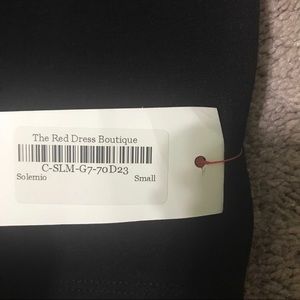 The Red Dress Boutique
C-SLM-G7-70D23
Solemio Small